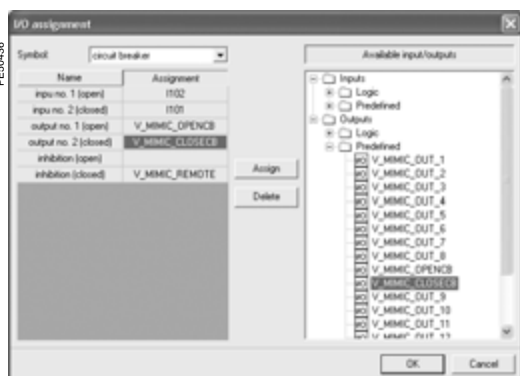 I/O assignment
Symbol: circuit breaker
Available input/outputs
Name Assignment
inpu no. 1 (open) I102
inpu no. 2 (closed) I101
output no. 1 (open) V_MIMIC_OPENCB
output no. 2 (closed) V_MIMIC_CLOSECB
inhibition (open)
inhibition (closed) V_MIMIC_REMOTE
Assign
Delete
Inputs
Logic
Predefined
Outputs
Logic
Predefined
I/O V_MIMIC_OUT_1
I/O V_MIMIC_OUT_2
I/O V_MIMIC_OUT_3
I/O V_MIMIC_OUT_4
I/O V_MIMIC_OUT_5
I/O V_MIMIC_OUT_6
I/O V_MIMIC_OUT_7
I/O V_MIMIC_OUT_8
I/O V_MIMIC_OPENCB
I/O V_MIMIC_CLOSECB
I/O V_MIMIC_OUT_9
I/O V_MIMIC_OUT_10
I/O V_MIMIC_OUT_11
I/O V_MIMIC_OUT_12
OK Cancel